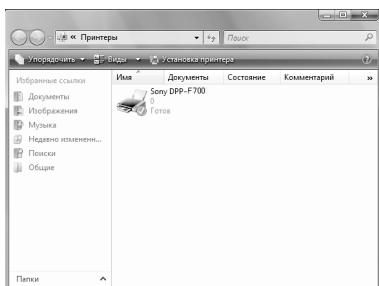 « Принтеры
Поиск
Упорядочить Виды Установка принтера
Избранные ссылки
Имя Документы Состояние Комментарий »
Документы
Изображения
Музыка
Недавно измененн...
Поиски
Общие
Sony DPP-F700
0
Готов
Папки